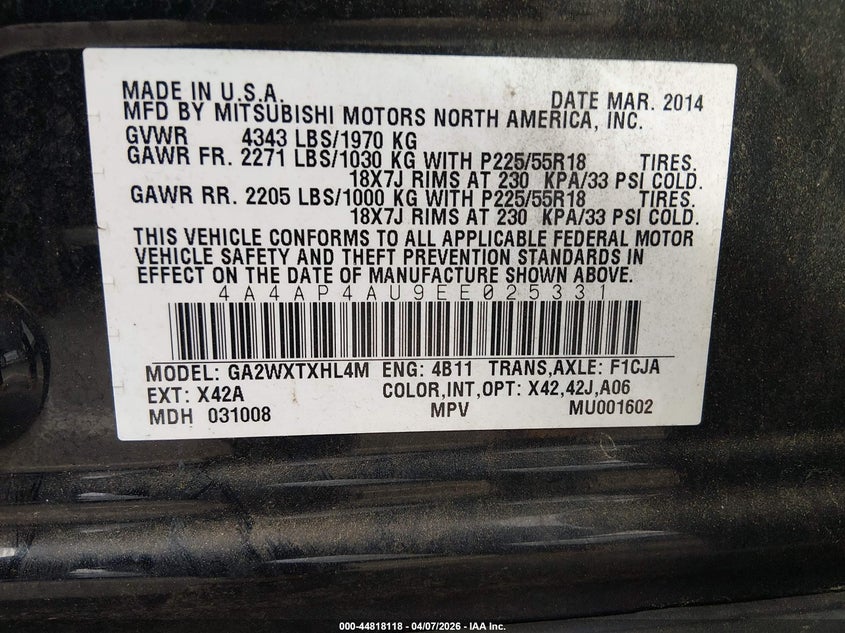 MADE IN U.S.A. DATE MAR. 2014
MFD BY MITSUBISHI MOTORS NORTH AMERICA, INC.
GVWR 4343 LBS/1970 KG
GAWR FR. 2271 LBS/1030 KG WITH P225/55R18 TIRES.
18X7J RIMS AT 230 KPA/33 PSI COLD.
GAWR RR. 2205 LBS/1000 KG WITH P225/55R18 TIRES.
18X7J RIMS AT 230 KPA/33 PSI COLD.
THIS VEHICLE CONFORMS TO ALL APPLICABLE FEDERAL MOTOR
VEHICLE SAFETY AND THEFT PREVENTION STANDARDS IN
EFFECT ON THE DATE OF MANUFACTURE SHOWN ABOVE.
4A4AP4AU9EE025331
MODEL: GA2WXTXHL4M ENG: 4B11 TRANS,AXLE: F1CJA
EXT: X42A COLOR,INT,OPT: X42,42J,A06
MDH 031008 MPV MU001602
000-44818118 - 04/07/2026 - IAA Inc.